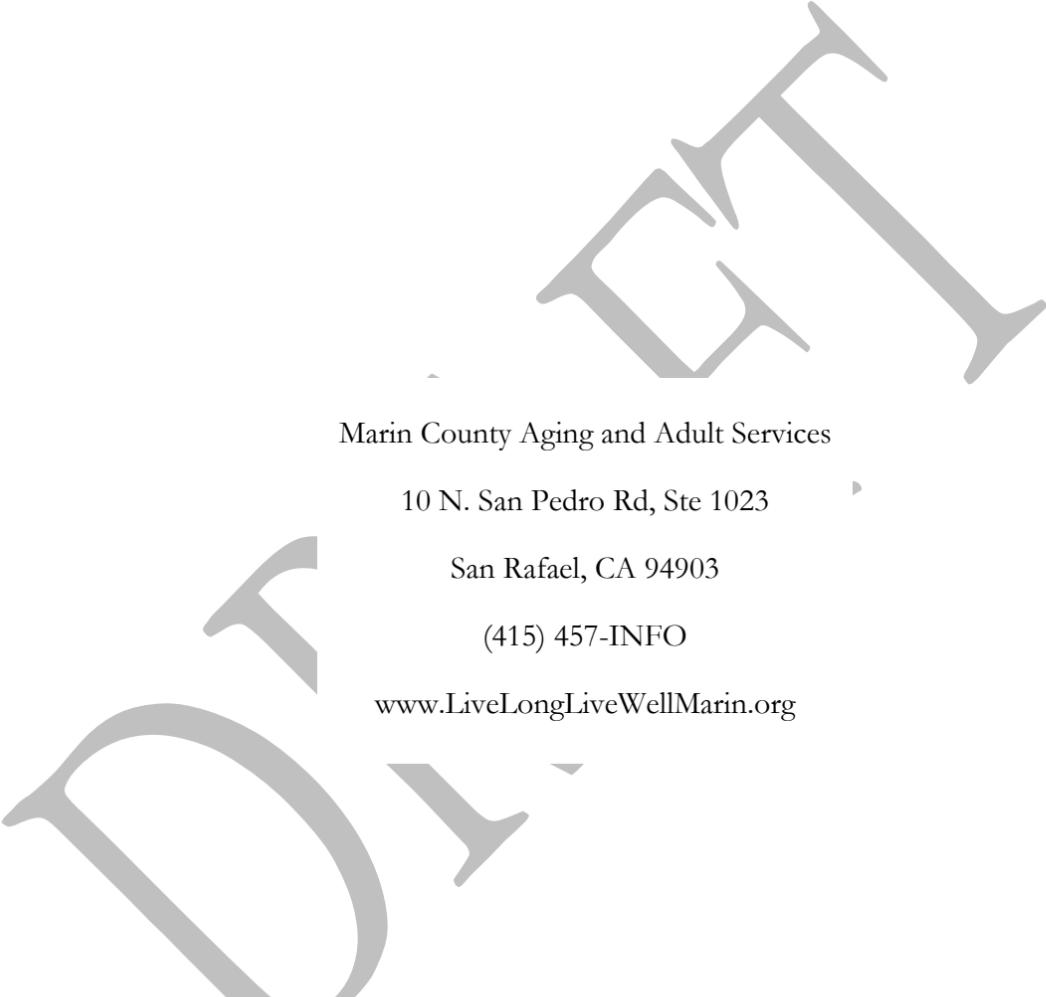 Marin County Aging and Adult Services
10 N. San Pedro Rd, Ste 1023
San Rafael, CA 94903
(415) 457-INFO
www.LiveLongLiveWellMarin.org